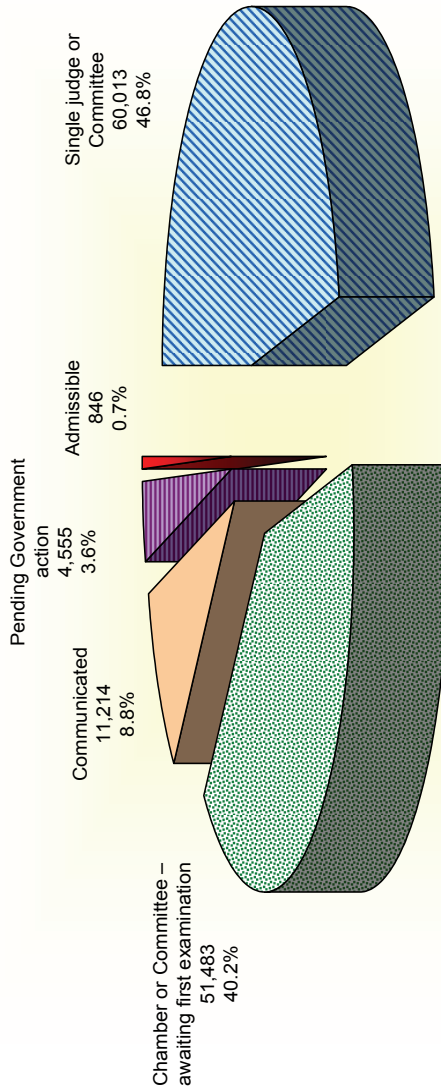 Pending Government
action
4,555
3.6%
Admissible
846
0.7%
Single judge or
Committee
60,013
46.8%
Communicated
11,214
8.8%
Chamber or Committee –
awaiting first examination
51,483
40.2%